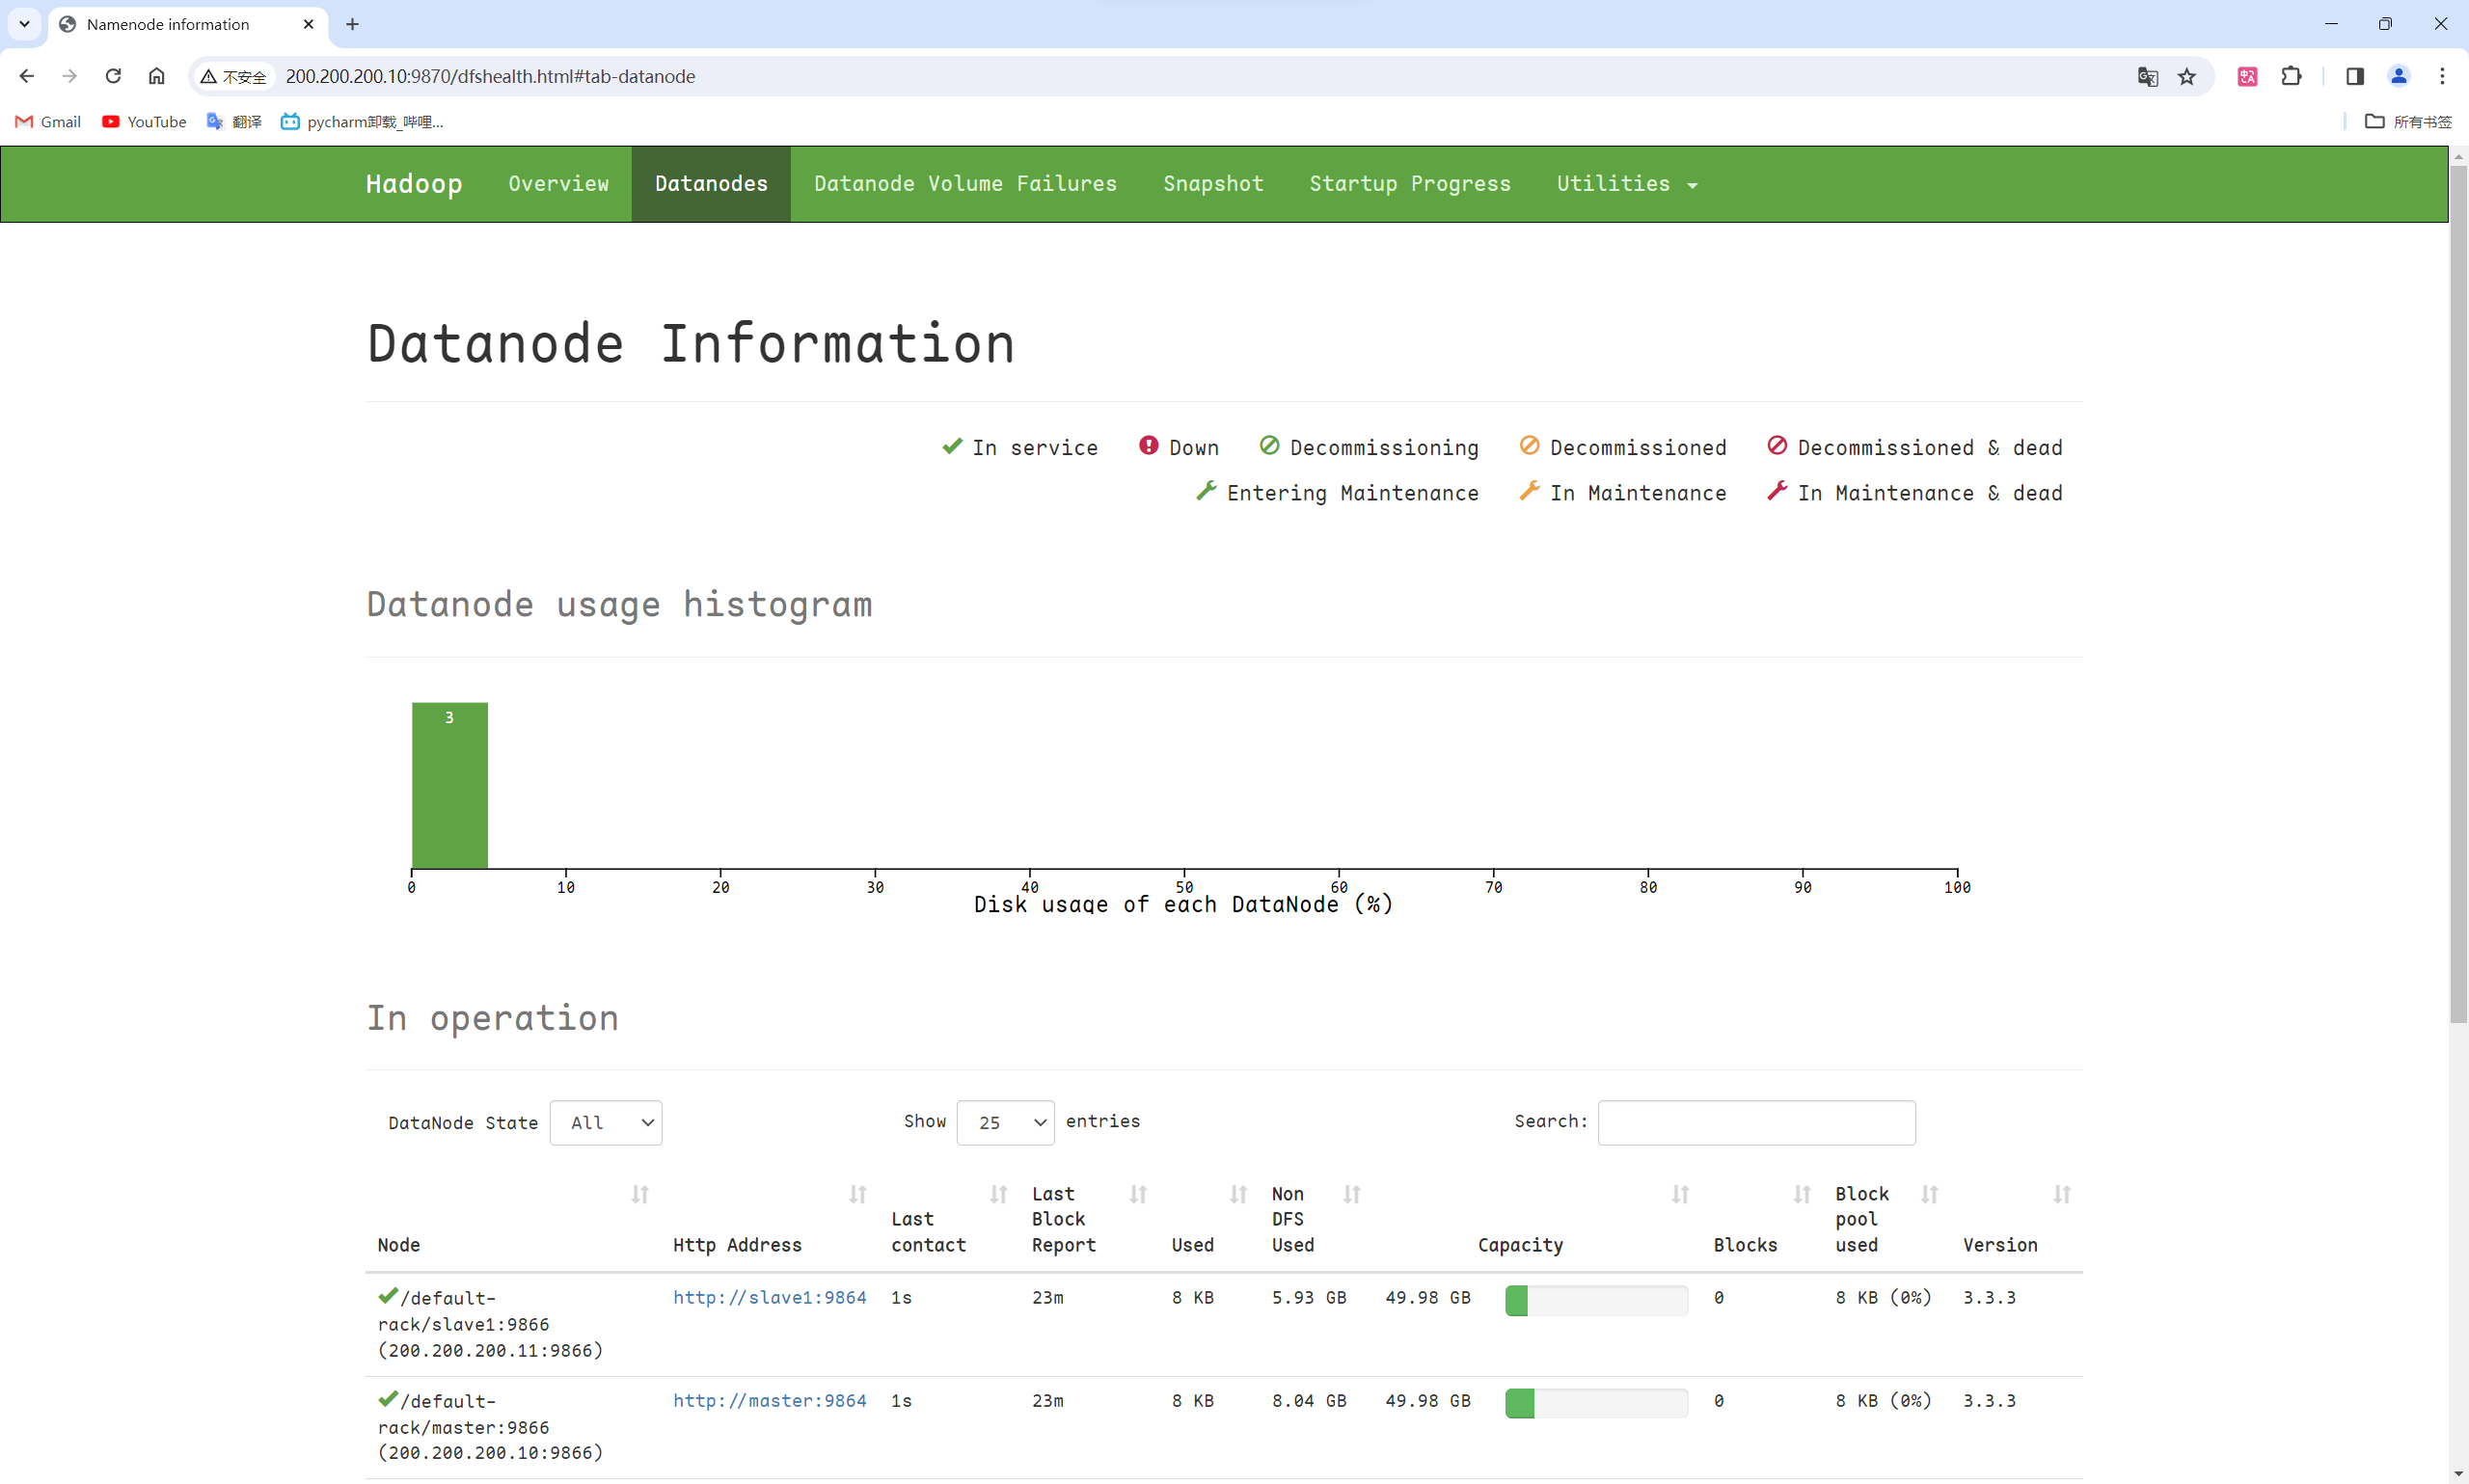 Namenode information
不安全 200.200.200.10:9870/dfshealth.html#tab-datanode
Gmail YouTube 翻译 pycharm卸载_哔哩... 所有书签
Hadoop Overview Datanodes Datanode Volume Failures Snapshot Startup Progress Utilities
Datanode Information
In service Down Decommissioning Decommissioned Decommissioned & dead
Entering Maintenance In Maintenance In Maintenance & dead
Datanode usage histogram
3
0 10 20 30 40 50 60 70 80 90 100
Disk usage of each DataNode (%)
In operation
DataNode State All Show 25 entries Search:
Node Http Address Last contact Last Block Report Used Non DFS Used Capacity Blocks Block pool used Version
/default- http://slave1:9864 1s 23m 8 KB 5.93 GB 49.98 GB 0 8 KB (0%) 3.3.3
rack/slave1:9866
(200.200.200.11:9866)
/default- http://master:9864 1s 23m 8 KB 8.04 GB 49.98 GB 0 8 KB (0%) 3.3.3
rack/master:9866
(200.200.200.10:9866)